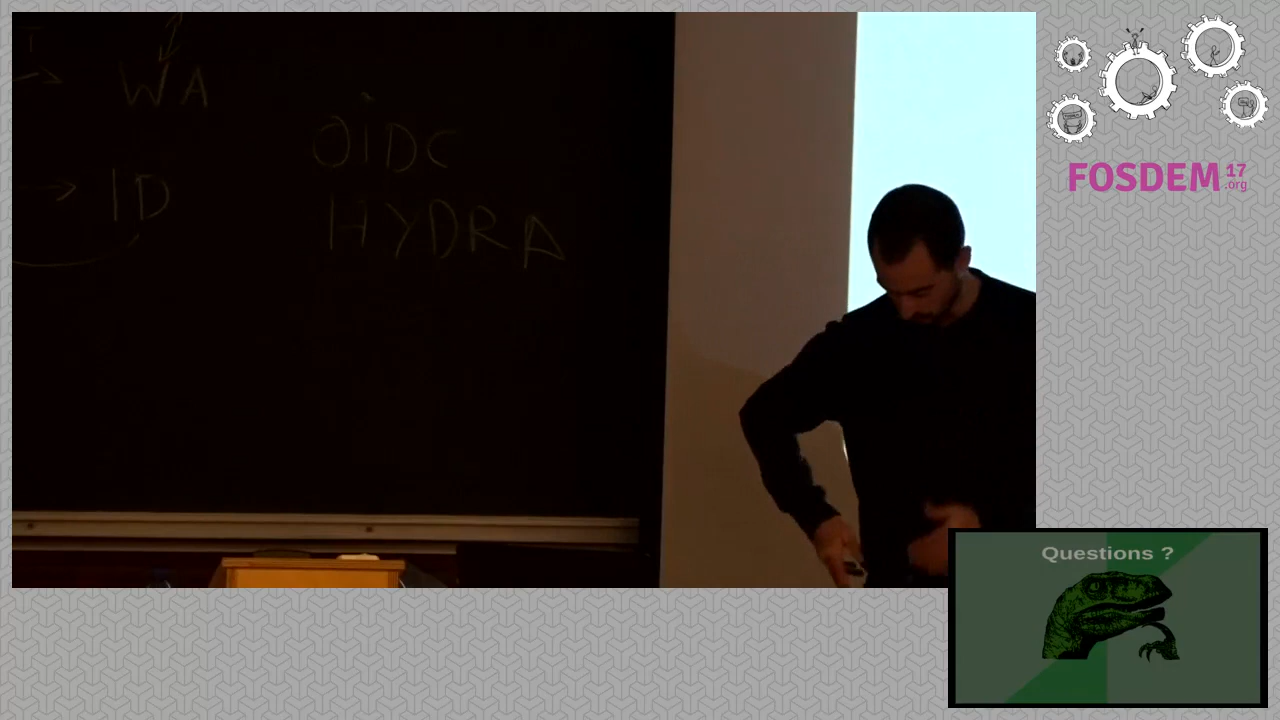 T
WA
ID
OIDC
HYDRA
FOSDEM 17
.org
Questions ?